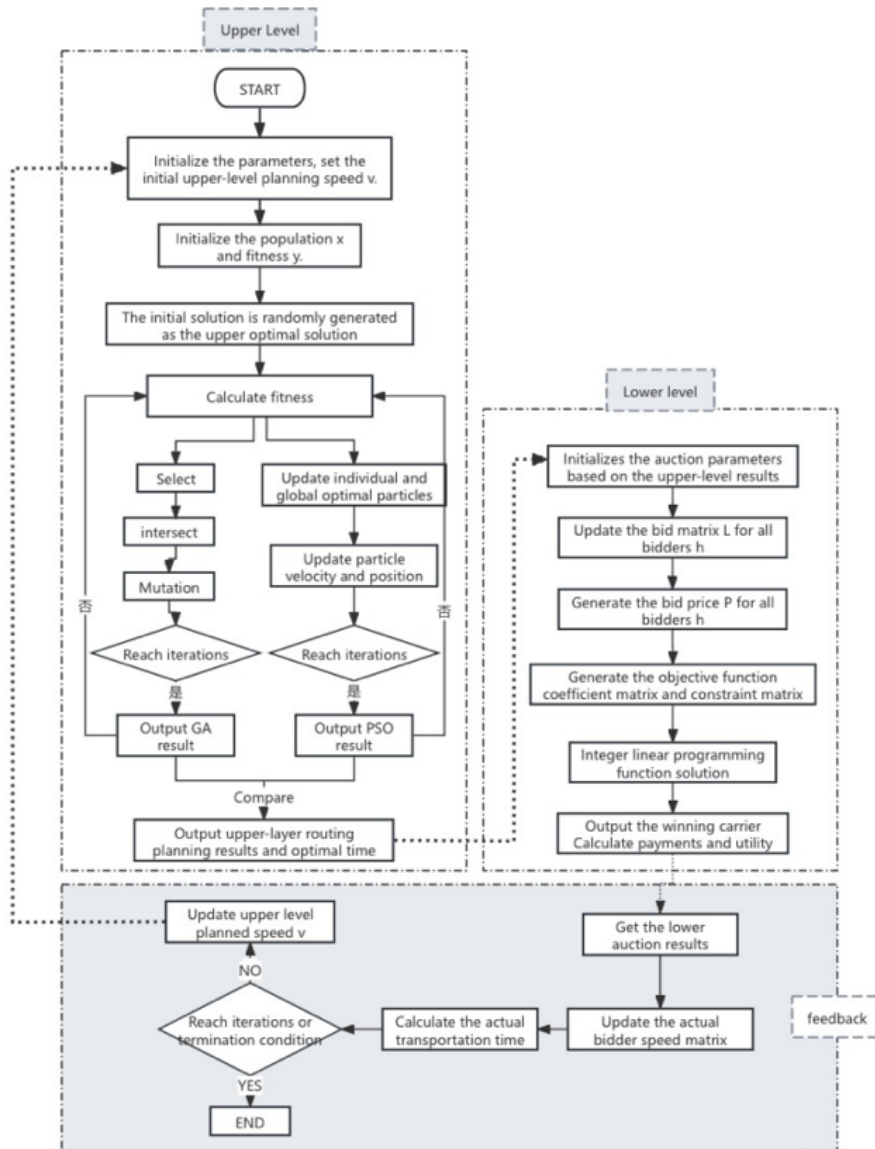 Upper Level
START
Initialize the parameters, set the
initial upper-level planning speed v.
Initialize the population x
and fitness y.
The initial solution is randomly generated
as the upper optimal solution
Calculate fitness
Select
intersect
Mutation
Reach iterations
否
是
Output GA
result
Update individual and
global optimal particles
Update particle
velocity and position
Reach iterations
否
是
Output PSO
result
Compare
Output upper-layer routing
planning results and optimal time
Lower level
Initializes the auction parameters
based on the upper-level results
Update the bid matrix L for all
bidders h
Generate the bid price P for all
bidders h
Generate the objective function
coefficient matrix and constraint matrix
Integer linear programming
function solution
Output the winning carrier
Calculate payments and utility
feedback
Get the lower
auction results
Update the actual
bidder speed matrix
Calculate the actual
transportation time
Reach iterations or
termination condition
NO
Update upper level
planned speed v
YES
END